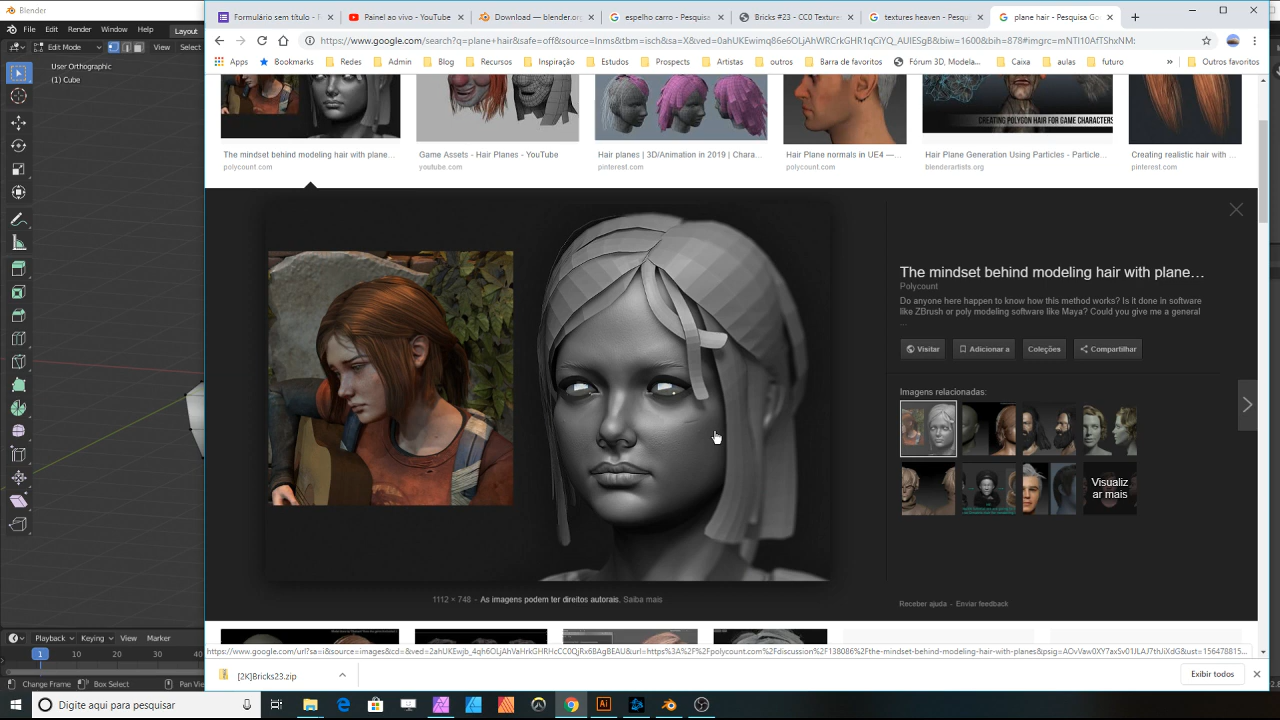 Blender
Formulário sem título - F
Painel ao vivo - YouTube
Download — blender.org
espelho carro - Pesquisa Go
Bricks #23 - CC0 Texture
textures heaven - Pesquis
plane hair - Pesquisa Go
File Edit Render Window Help Layout
https://www.google.com/search?q=plane+hair&safe=off&source=lnms&tbm=isch&sa=X&ved=0ahUKEwimq86e6OLjAhWRCrkGHR1qCiYQ_AUIESgB&biw=1600&bih=878#imgrc=mNTI10AfTShxNM:
Edit Mode View Select
Apps Bookmarks Redes Admin Blog Recursos Inspiração Estudos Prospects Artistas outros Barra de favoritos Fórum 3D, Modela... Caixa aulas futuro » Outros favoritos
User Orthographic
(1) Cube
CREATING POLYGON HAIR FOR GAME CHARACTERS
The mindset behind modeling hair with plane...
polycount.com
Game Assets - Hair Planes - YouTube
youtube.com
Hair planes | 3D/Animation in 2019 | Chara...
pinterest.com
Hair Plane normals in UE4 —...
polycount.com
Hair Plane Generation Using Particles - Particle...
blenderartists.org
Creating realistic hair with ...
pinterest.com
The mindset behind modeling hair with plane...
Polycount
Do anyone here happen to know how this method works? Is it done in software
like ZBrush or poly modeling software like Maya? Could you give me a general
...
Visitar Adicionar a Coleções Compartilhar
Imagens relacionadas:
Visualiz
ar mais
1112 × 748 - As imagens podem ter direitos autorais. Saiba mais
Receber ajuda - Enviar feedback
Playback Keying View Marker
1 10 20 30 40
Change Frame Box Select Pan View
[2K]Bricks23.zip
Exibir todos
Digite aqui para pesquisar